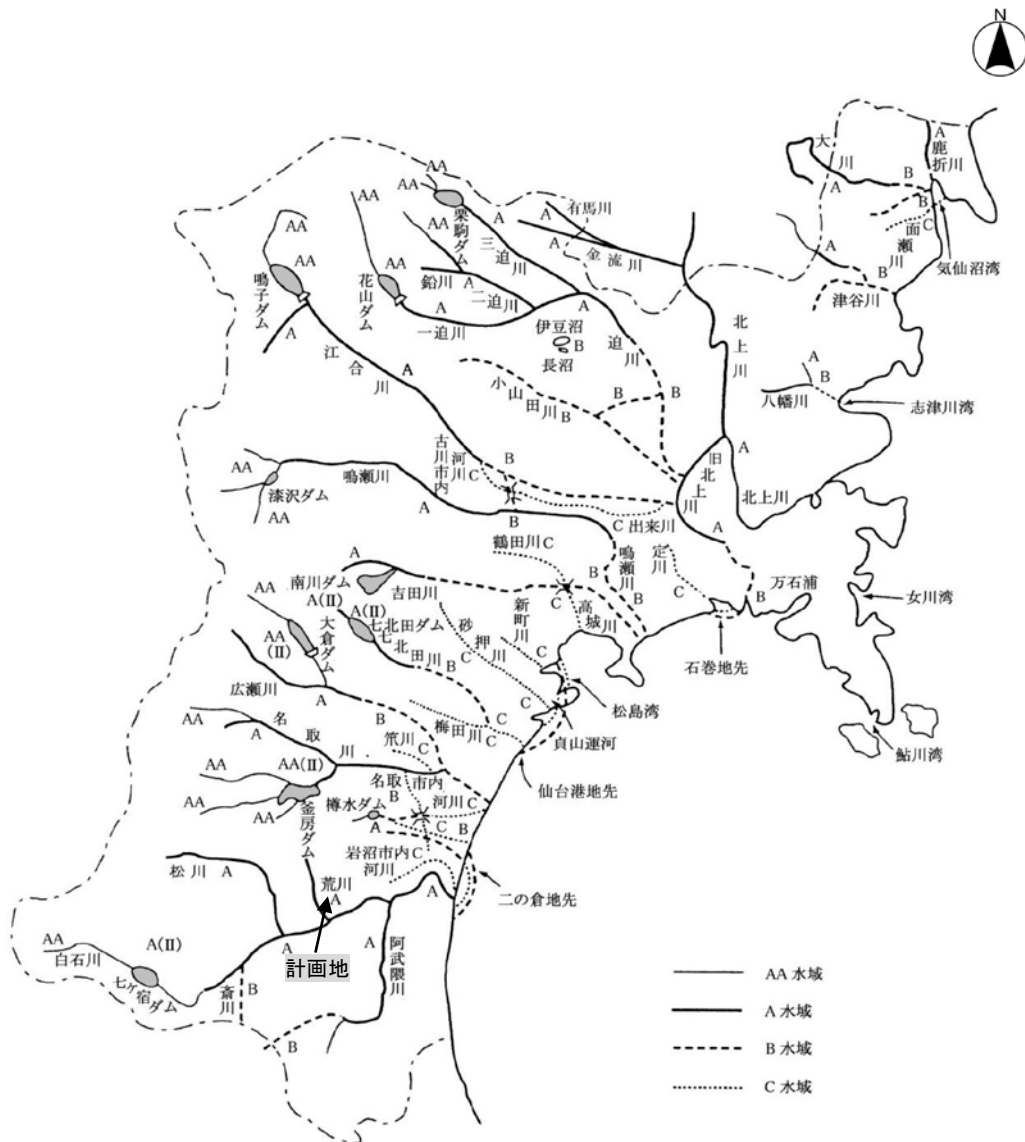 N
大川
A
A
鹿折川
B
B
面瀬川
C
気仙沼湾
A
B
津谷川
AA
AA
栗駒ダム
A
三迫川
AA
AA
AA
花山ダム
鉛川
A
二迫川
A
一迫川
A
有馬川
A
金流川
AA
AA
鳴子ダム
A
江合川
A
伊豆沼
B
長沼
A
迫川
B
B
小山田川
B
北上川
A
B
八幡川
志津川湾
旧北上川
A
北上川
A
AA
漆沢ダム
AA
鳴瀬川
A
古川市内河川
C
B
B
C 出来川
鶴田川 C
鳴瀬川
B
B
定川
C
B
万石浦
女川湾
石巻地先
鮎川湾
A
南川ダム
吉田川
C
高城川
新町川
C
松島湾
AA
AA
(II)
大倉ダム
A(II)
A(II)
七北田ダム
七北田川
B
砂押川
C
C
貞山運河
広瀬川
A
B
梅田川
C
C
仙台港地先
AA
A
名取川
笊川
C
AA
AA(II)
AA
AA
釜房ダム
名取市内河川
B
C
樽水ダム
A
C
B
岩沼市内河川
C
二の倉地先
松川
A
荒川
A
A
計画地
A
A
阿武隈川
AA
白石川
A(II)
七ヶ宿ダム
斎川
B
B
AA 水域
A 水域
B 水域
C 水域